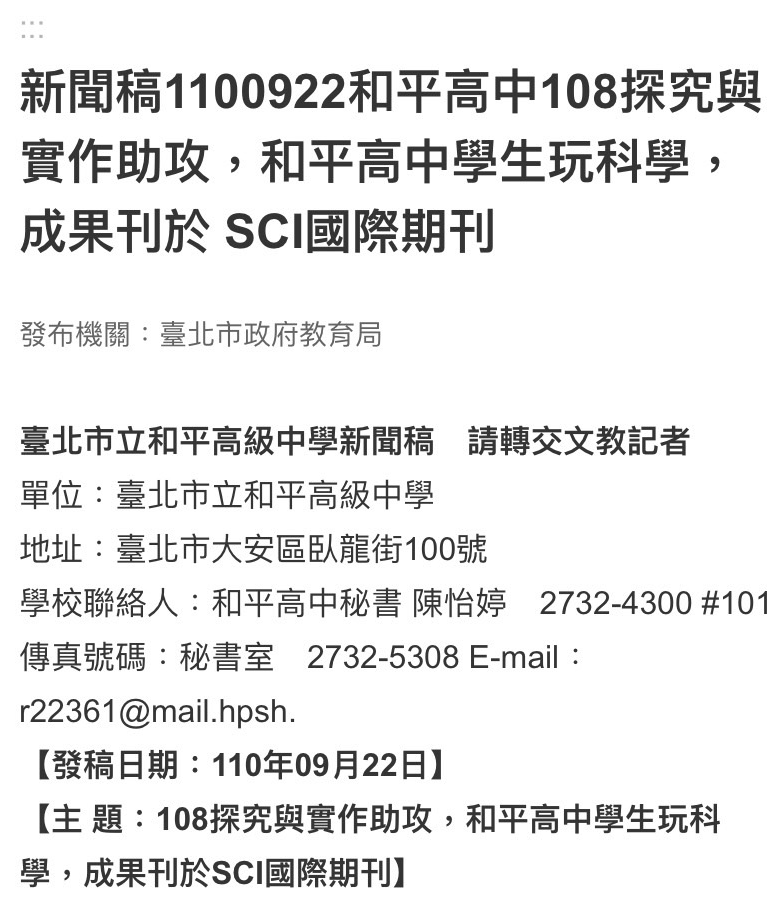 :::
新聞稿1100922和平高中108探究與
實作助攻，和平高中學生玩科學，
成果刊於 SCI國際期刊
發布機關：臺北市政府教育局
臺北市立和平高級中學新聞稿　請轉交文教記者
單位：臺北市立和平高級中學
地址：臺北市大安區臥龍街100號
學校聯絡人：和平高中秘書 陳怡婷　2732-4300 #101
傳真號碼：秘書室　2732-5308 E-mail：
r22361@mail.hpsh.
【發稿日期：110年09月22日】
【主 題：108探究與實作助攻，和平高中學生玩科
學，成果刊於SCI國際期刊】